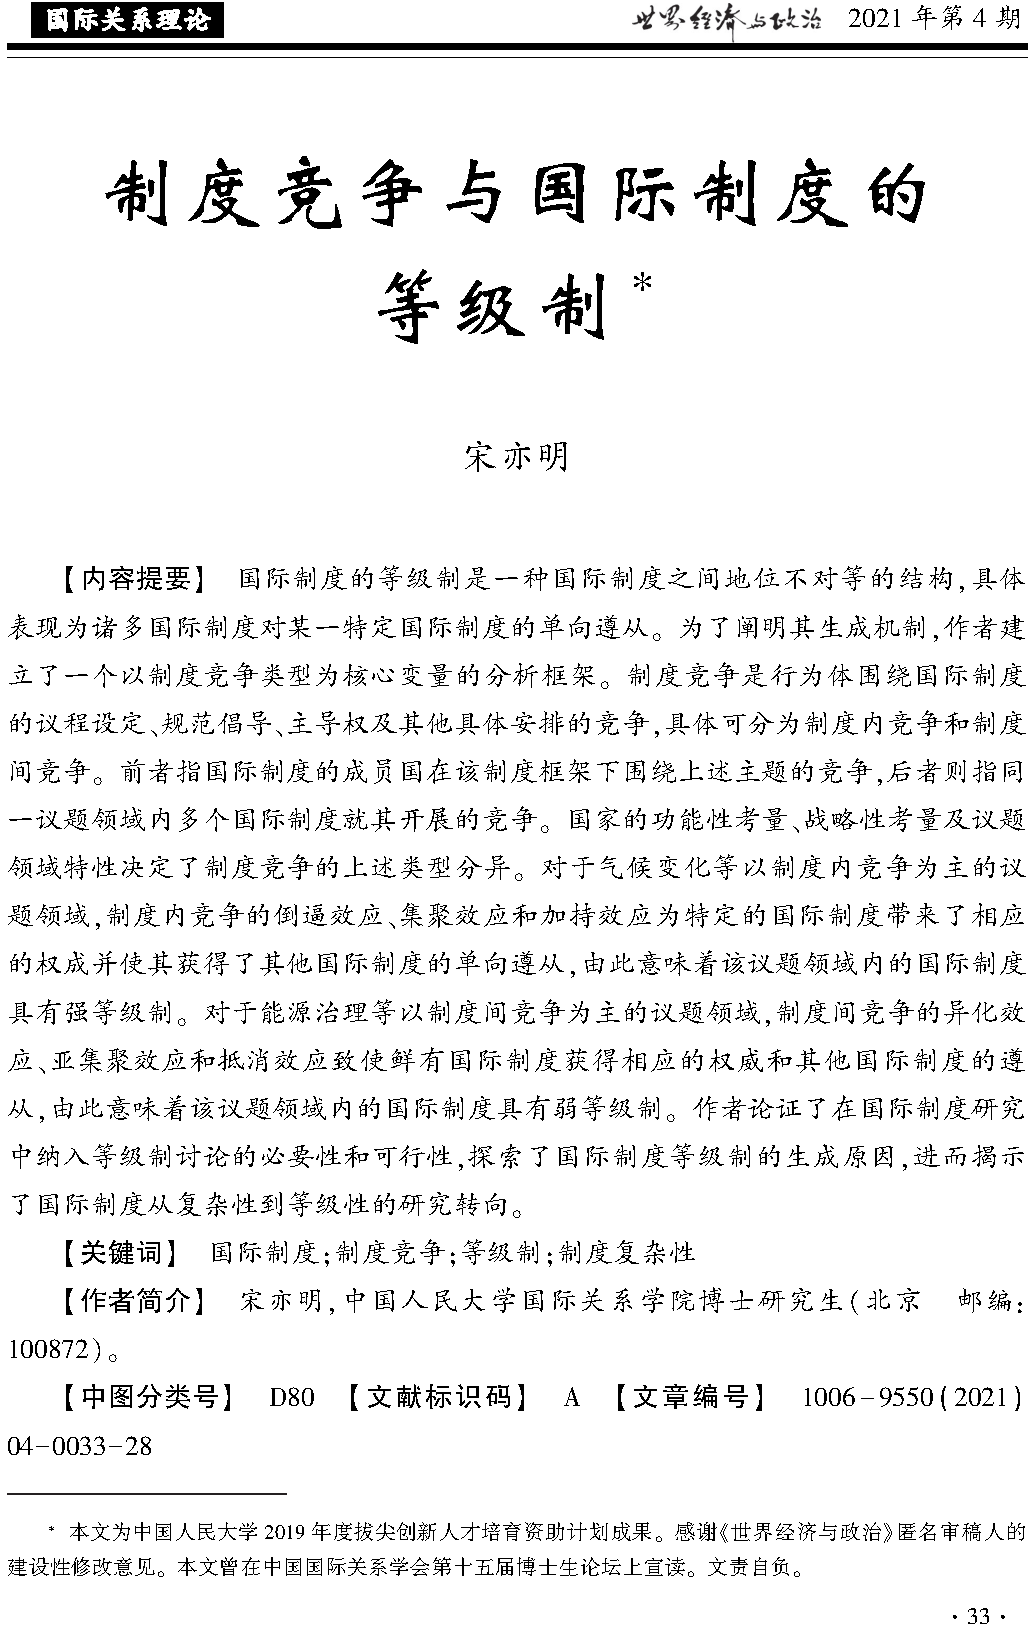 国际关系理论
世界经济与政治 2021 年第 4 期
制度竞争与国际制度的
等级制*
宋亦明
【内容提要】 国际制度的等级制是一种国际制度之间地位不对等的结构,具体
表现为诸多国际制度对某一特定国际制度的单向遵从。为了阐明其生成机制,作者建
立了一个以制度竞争类型为核心变量的分析框架。制度竞争是行为体围绕国际制度
的议程设定、规范倡导、主导权及其他具体安排的竞争,具体可分为制度内竞争和制度
间竞争。前者指国际制度的成员国在该制度框架下围绕上述主题的竞争,后者则指同
一议题领域内多个国际制度就其开展的竞争。国家的功能性考量、战略性考量及议题
领域特性决定了制度竞争的上述类型分异。对于气候变化等以制度内竞争为主的议
题领域,制度内竞争的倒逼效应、集聚效应和加持效应为特定的国际制度带来了相应
的权威并使其获得了其他国际制度的单向遵从,由此意味着该议题领域内的国际制度
具有强等级制。对于能源治理等以制度间竞争为主的议题领域,制度间竞争的异化效
应、亚集聚效应和抵消效应致使鲜有国际制度获得相应的权威和其他国际制度的遵
从,由此意味着该议题领域内的国际制度具有弱等级制。作者论证了在国际制度研究
中纳入等级制讨论的必要性和可行性,探索了国际制度等级制的生成原因,进而揭示
了国际制度从复杂性到等级性的研究转向。
【关键词】 国际制度;制度竞争;等级制;制度复杂性
【作者简介】 宋亦明,中国人民大学国际关系学院博士研究生(北京 邮编:
100872)。
【中图分类号】 D80 【文献标识码】 A 【文章编号】 1006-9550(2021)
04-0033-28
* 本文为中国人民大学 2019 年度拔尖创新人才培育资助计划成果。感谢《世界经济与政治》匿名审稿人的
建设性修改意见。本文曾在中国国际关系学会第十五届博士生论坛上宣读。文责自负。
· 33 ·